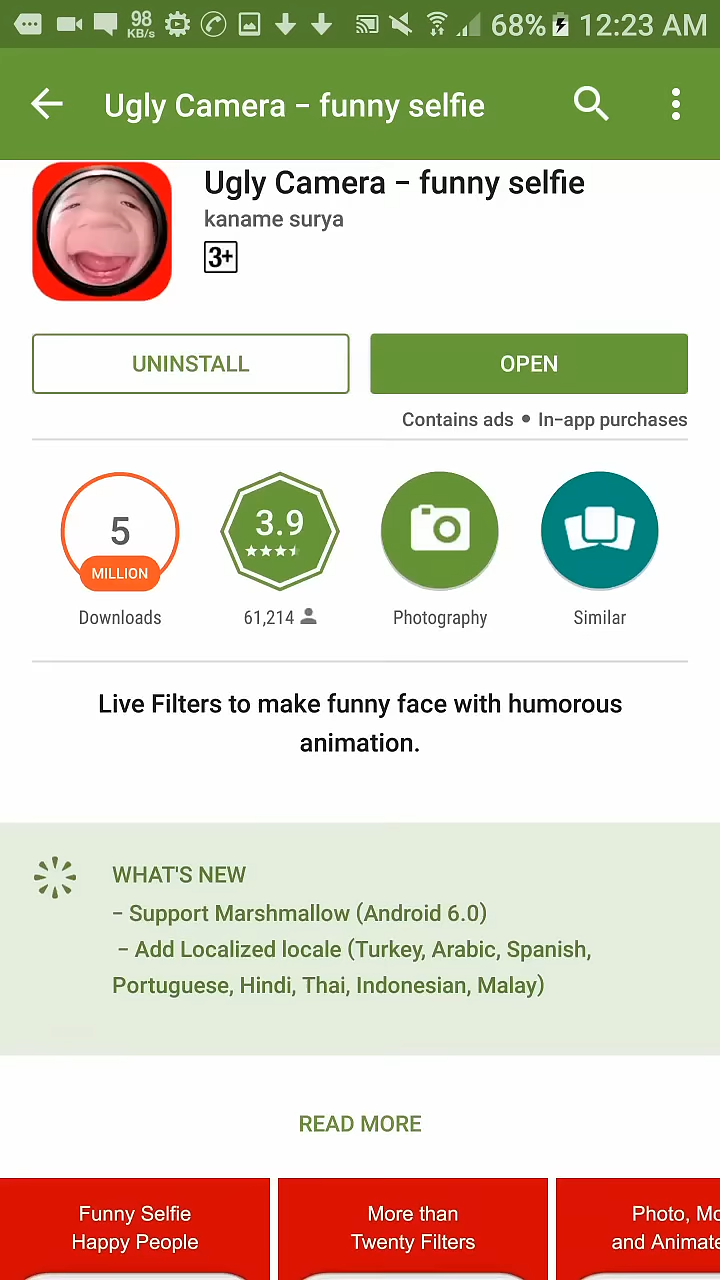 98
KB/s
68% 12:23 AM
Ugly Camera – funny selfie
Ugly Camera – funny selfie
kaname surya
3+
UNINSTALL
OPEN
Contains ads • In-app purchases
5
MILLION
Downloads
3.9
61,214
Photography
Similar
Live Filters to make funny face with humorous
animation.
WHAT'S NEW
– Support Marshmallow (Android 6.0)
– Add Localized locale (Turkey, Arabic, Spanish,
Portuguese, Hindi, Thai, Indonesian, Malay)
READ MORE
Funny Selfie
Happy People
More than
Twenty Filters
Photo, Mo
and Animate